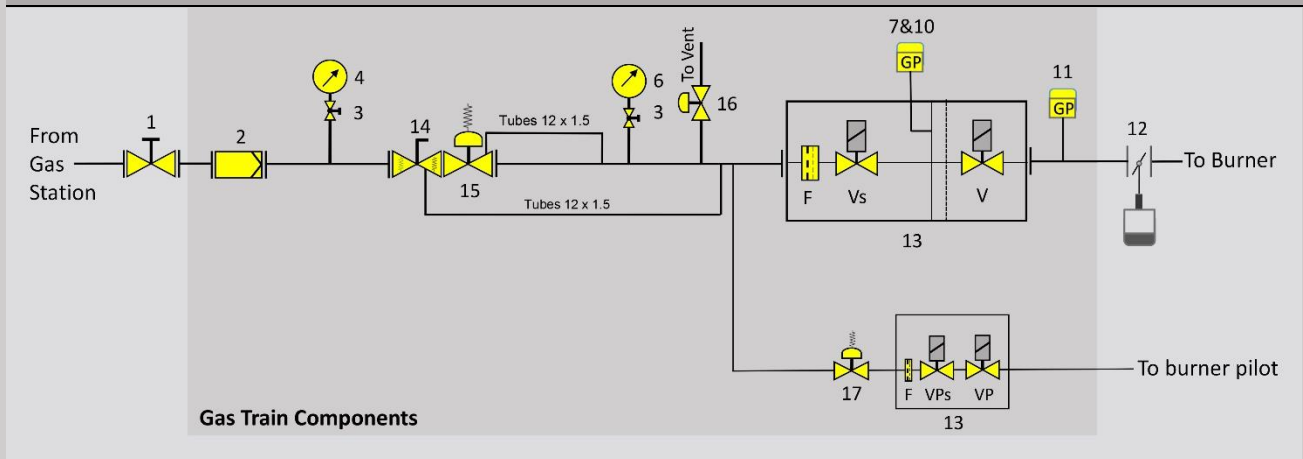 7&10
GP
11
GP
To Vent
4
6
1
2
3
14
3
16
12
From
Gas
Station
Tubes 12 x 1.5
15
To Burner
F
Vs
V
Tubes 12 x 1.5
13
17
F
VPs
VP
To burner pilot
13
Gas Train Components